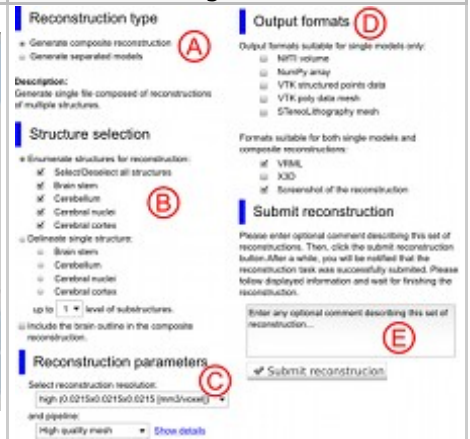 Reconstruction type
A
Generate composite reconstruction
Generate separated models
Description:
Generate single file composed of reconstructions
of multiple structures.
Structure selection
Enumerate structures for reconstruction:
Select/Deselect all structures
Brain stem
Cerebellum
Cerebral nuclei
Cerebral cortex
B
Delineate single structure:
Brain stem
Cerebellum
Cerebral nuclei
Cerebral cortex
up to 1 level of substructures.
Include the brain outline in the composite
reconstruction.
Reconstruction parameters
C
Select reconstruction resolution:
high (0.0215x0.0215x0.0215 [mm3/voxel])
and pipeline:
High quality mesh Show details
Output formats
D
Output formats suitable for single models only:
NIfTI volume
NumPy array
VTK structured points data
VTK poly data mesh
STereoLithography mesh
Formats suitable for both single models and
composite reconstructions:
VRML
X3D
Screenshot of the reconstruction
Submit reconstruction
Please enter optional comment describing this set of
reconstructions. Then, click the submit reconstruction
button.After a while, you will be notified that the
reconstruction task was successfully submited. Please
follow displayed information and wait for finishing the
reconstruction.
Enter any optional comment describing this set of
reconstruction...
E
Submit reconstrucion